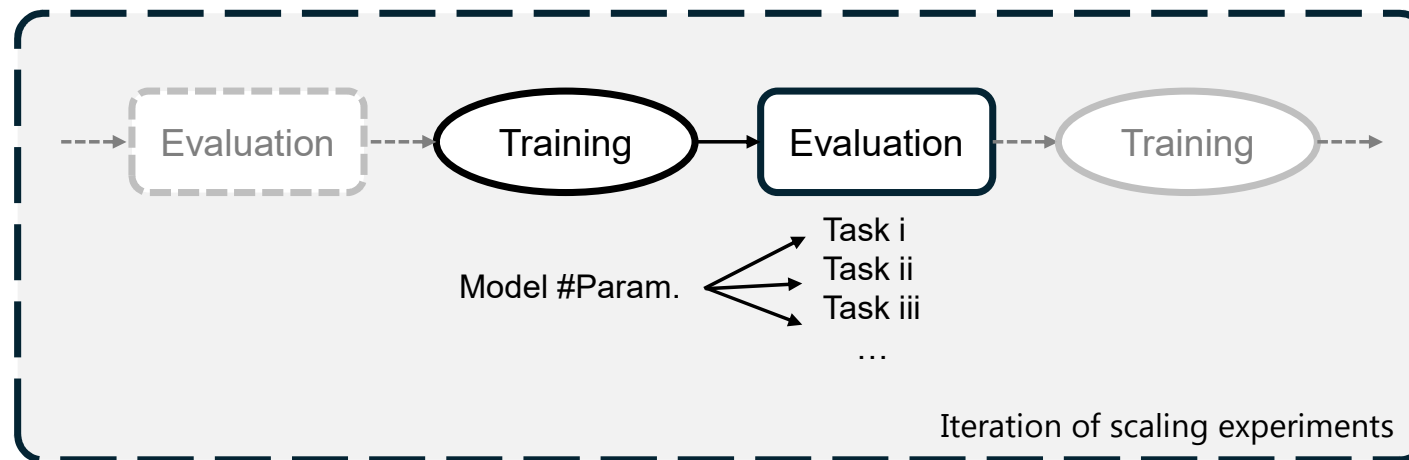 Evaluation
Training
Evaluation
Training
Task i
Task ii
Model #Param.
Task iii
...
Iteration of scaling experiments